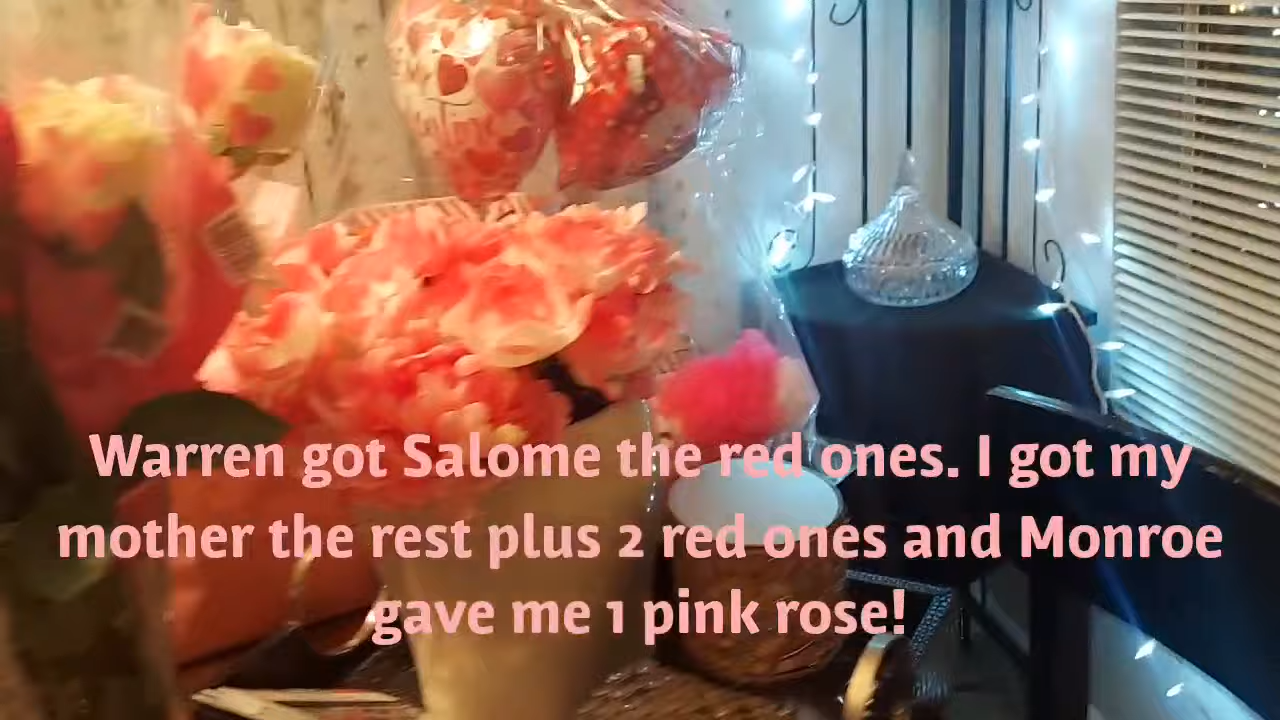 Warren got Salome the red ones. I got my
mother the rest plus 2 red ones and Monroe
gave me 1 pink rose!